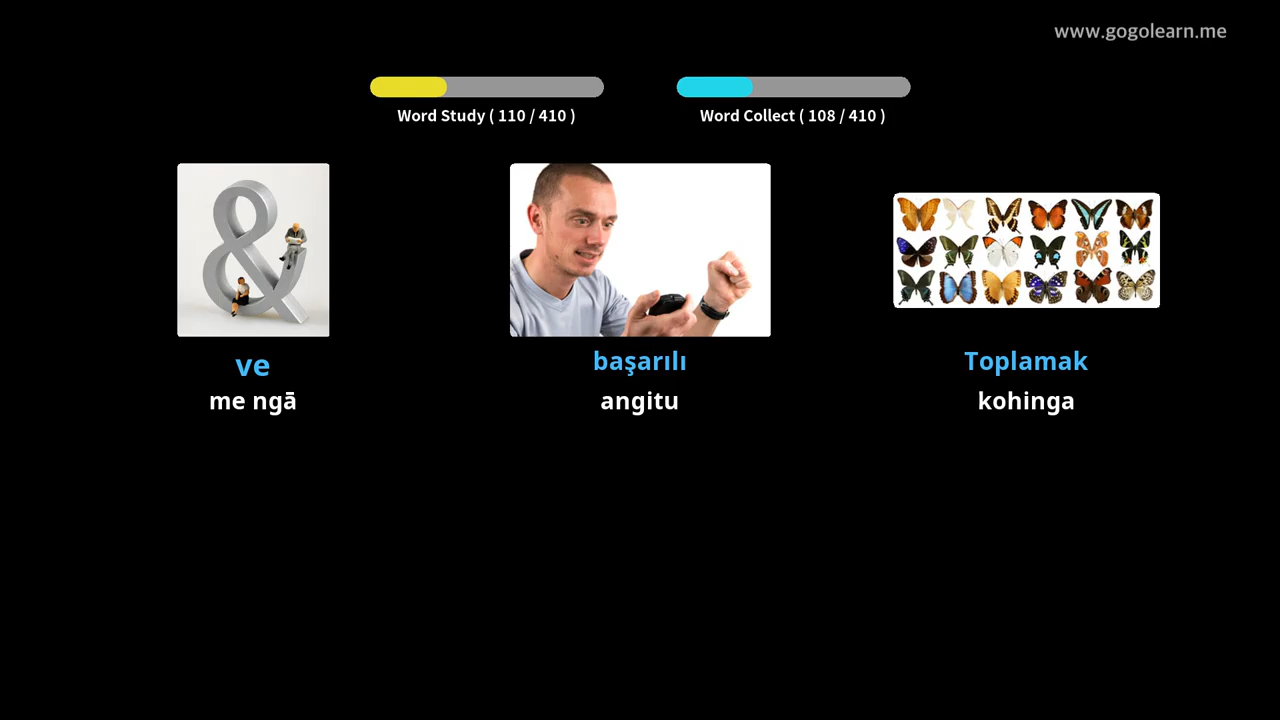 www.gogolearn.me
Word Study ( 110 / 410 )
Word Collect ( 108 / 410 )
&
ve
me ngā
başarılı
angitu
Toplamak
kohinga